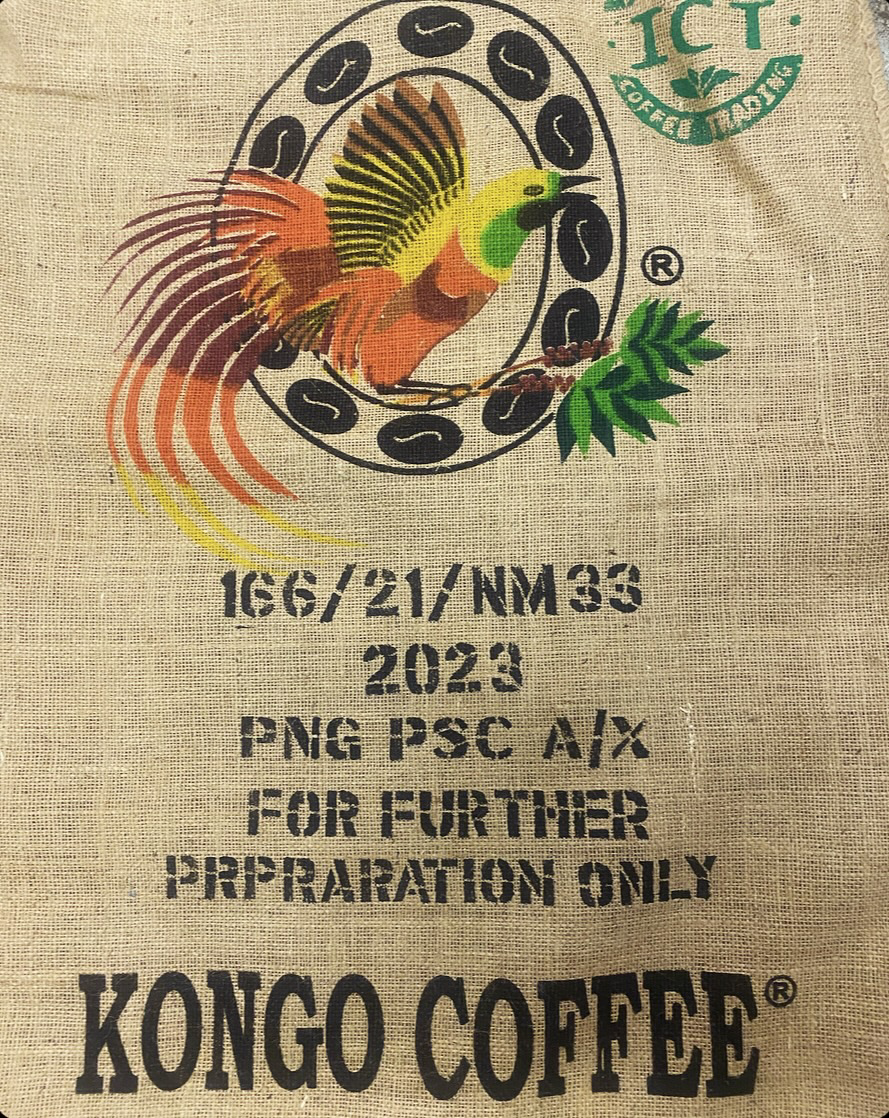 ·ICT·
COFFEE TRADING
®
166/21/NM33
2023
PNG PSC A/X
FOR FURTHER
PRPRARATION ONLY
KONGO COFFEE®